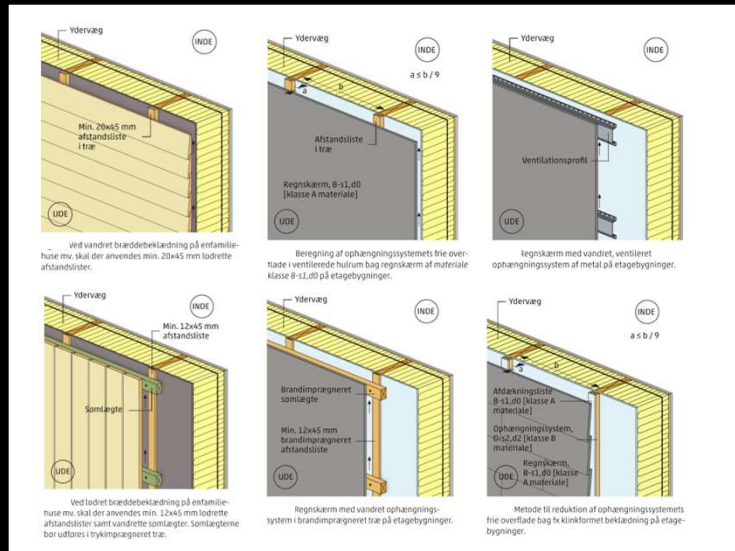 Ydervæg
INDE
Min. 20x45 mm
afstandsliste
i træ
UDE
Ved vandret bræddebeklædning på enfamilie-
huse mv. skal der anvendes min. 20x45 mm lodrette
afstandslister.
Ydervæg
INDE
a ≤ b / 9
b
a
Afstandsliste
i træ
Regnskærm, B-s1,d0
[klasse A materiale]
UDE
Beregning af ophængningssystemets frie over-
flade i ventilerede hulrum bag regnskærm af materiale
klasse B-s1,d0 på etagebygninger.
Ydervæg
INDE
Ventilationsprofil
UDE
Regnskærm med vandret, ventileret
ophængningssystem af metal på etagebygninger.
Ydervæg
INDE
Min. 12x45 mm
afstandsliste
Sømlægte
UDE
Ved lodret bræddebeklædning på enfamilie-
huse mv. skal der anvendes min. 12x45 mm lodrette
afstandslister samt vandrette sømlægter. Sømlægterne
bør udføres i trykimprægneret træ.
Ydervæg
INDE
Brandimprægneret
sømlægte
Min. 12x45 mm
brandimprægneret
afstandsliste
UDE
Regnskærm med vandret ophængnings-
system i brandimprægneret træ på etagebygninger.
Ydervæg
INDE
a ≤ b / 9
b
a
Afdækningsliste
B-s1,d0 [klasse A
materiale]
Ophængningssystem,
D-s2,d2 [klasse B
materiale]
Regnskærm,
B-s1,d0 [klasse
A materiale]
UDE
Metode til reduktion af ophængningssystemets
frie overflade bag fx klinkformet beklædning på etage-
bygninger.